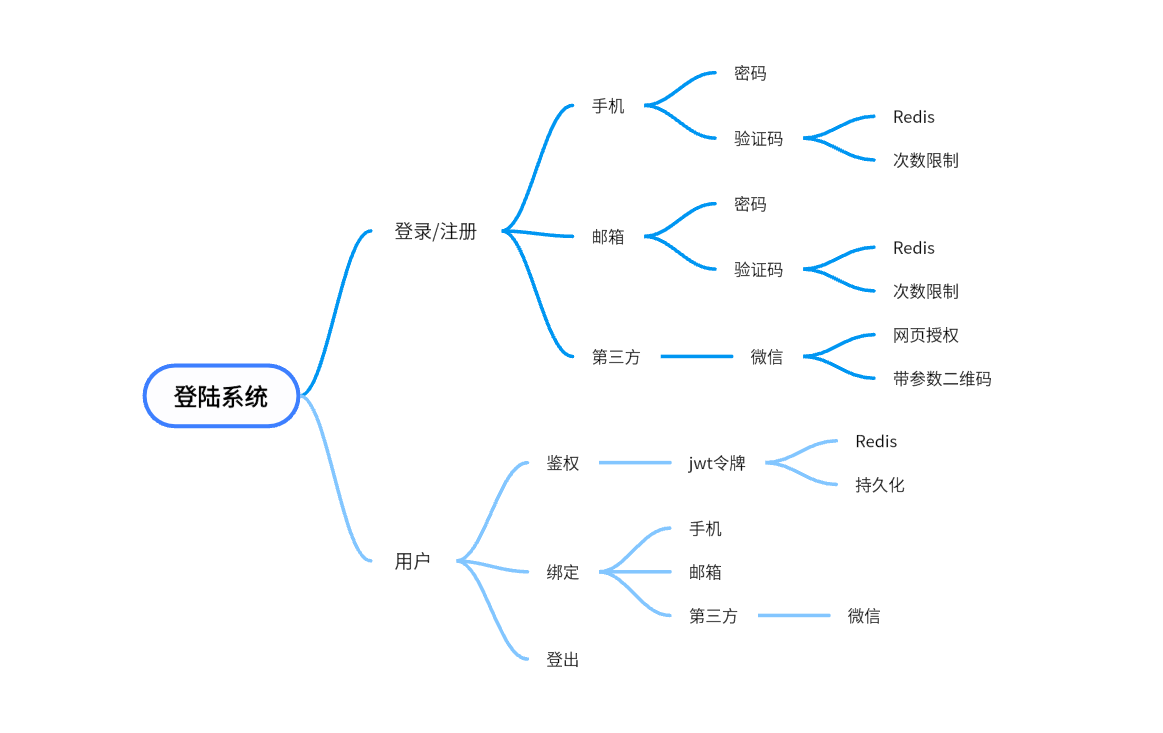 登陆系统
登录/注册
手机
密码
验证码
Redis
次数限制
邮箱
密码
验证码
Redis
次数限制
第三方
微信
网页授权
带参数二维码
用户
鉴权
jwt令牌
Redis
持久化
绑定
手机
邮箱
第三方
微信
登出